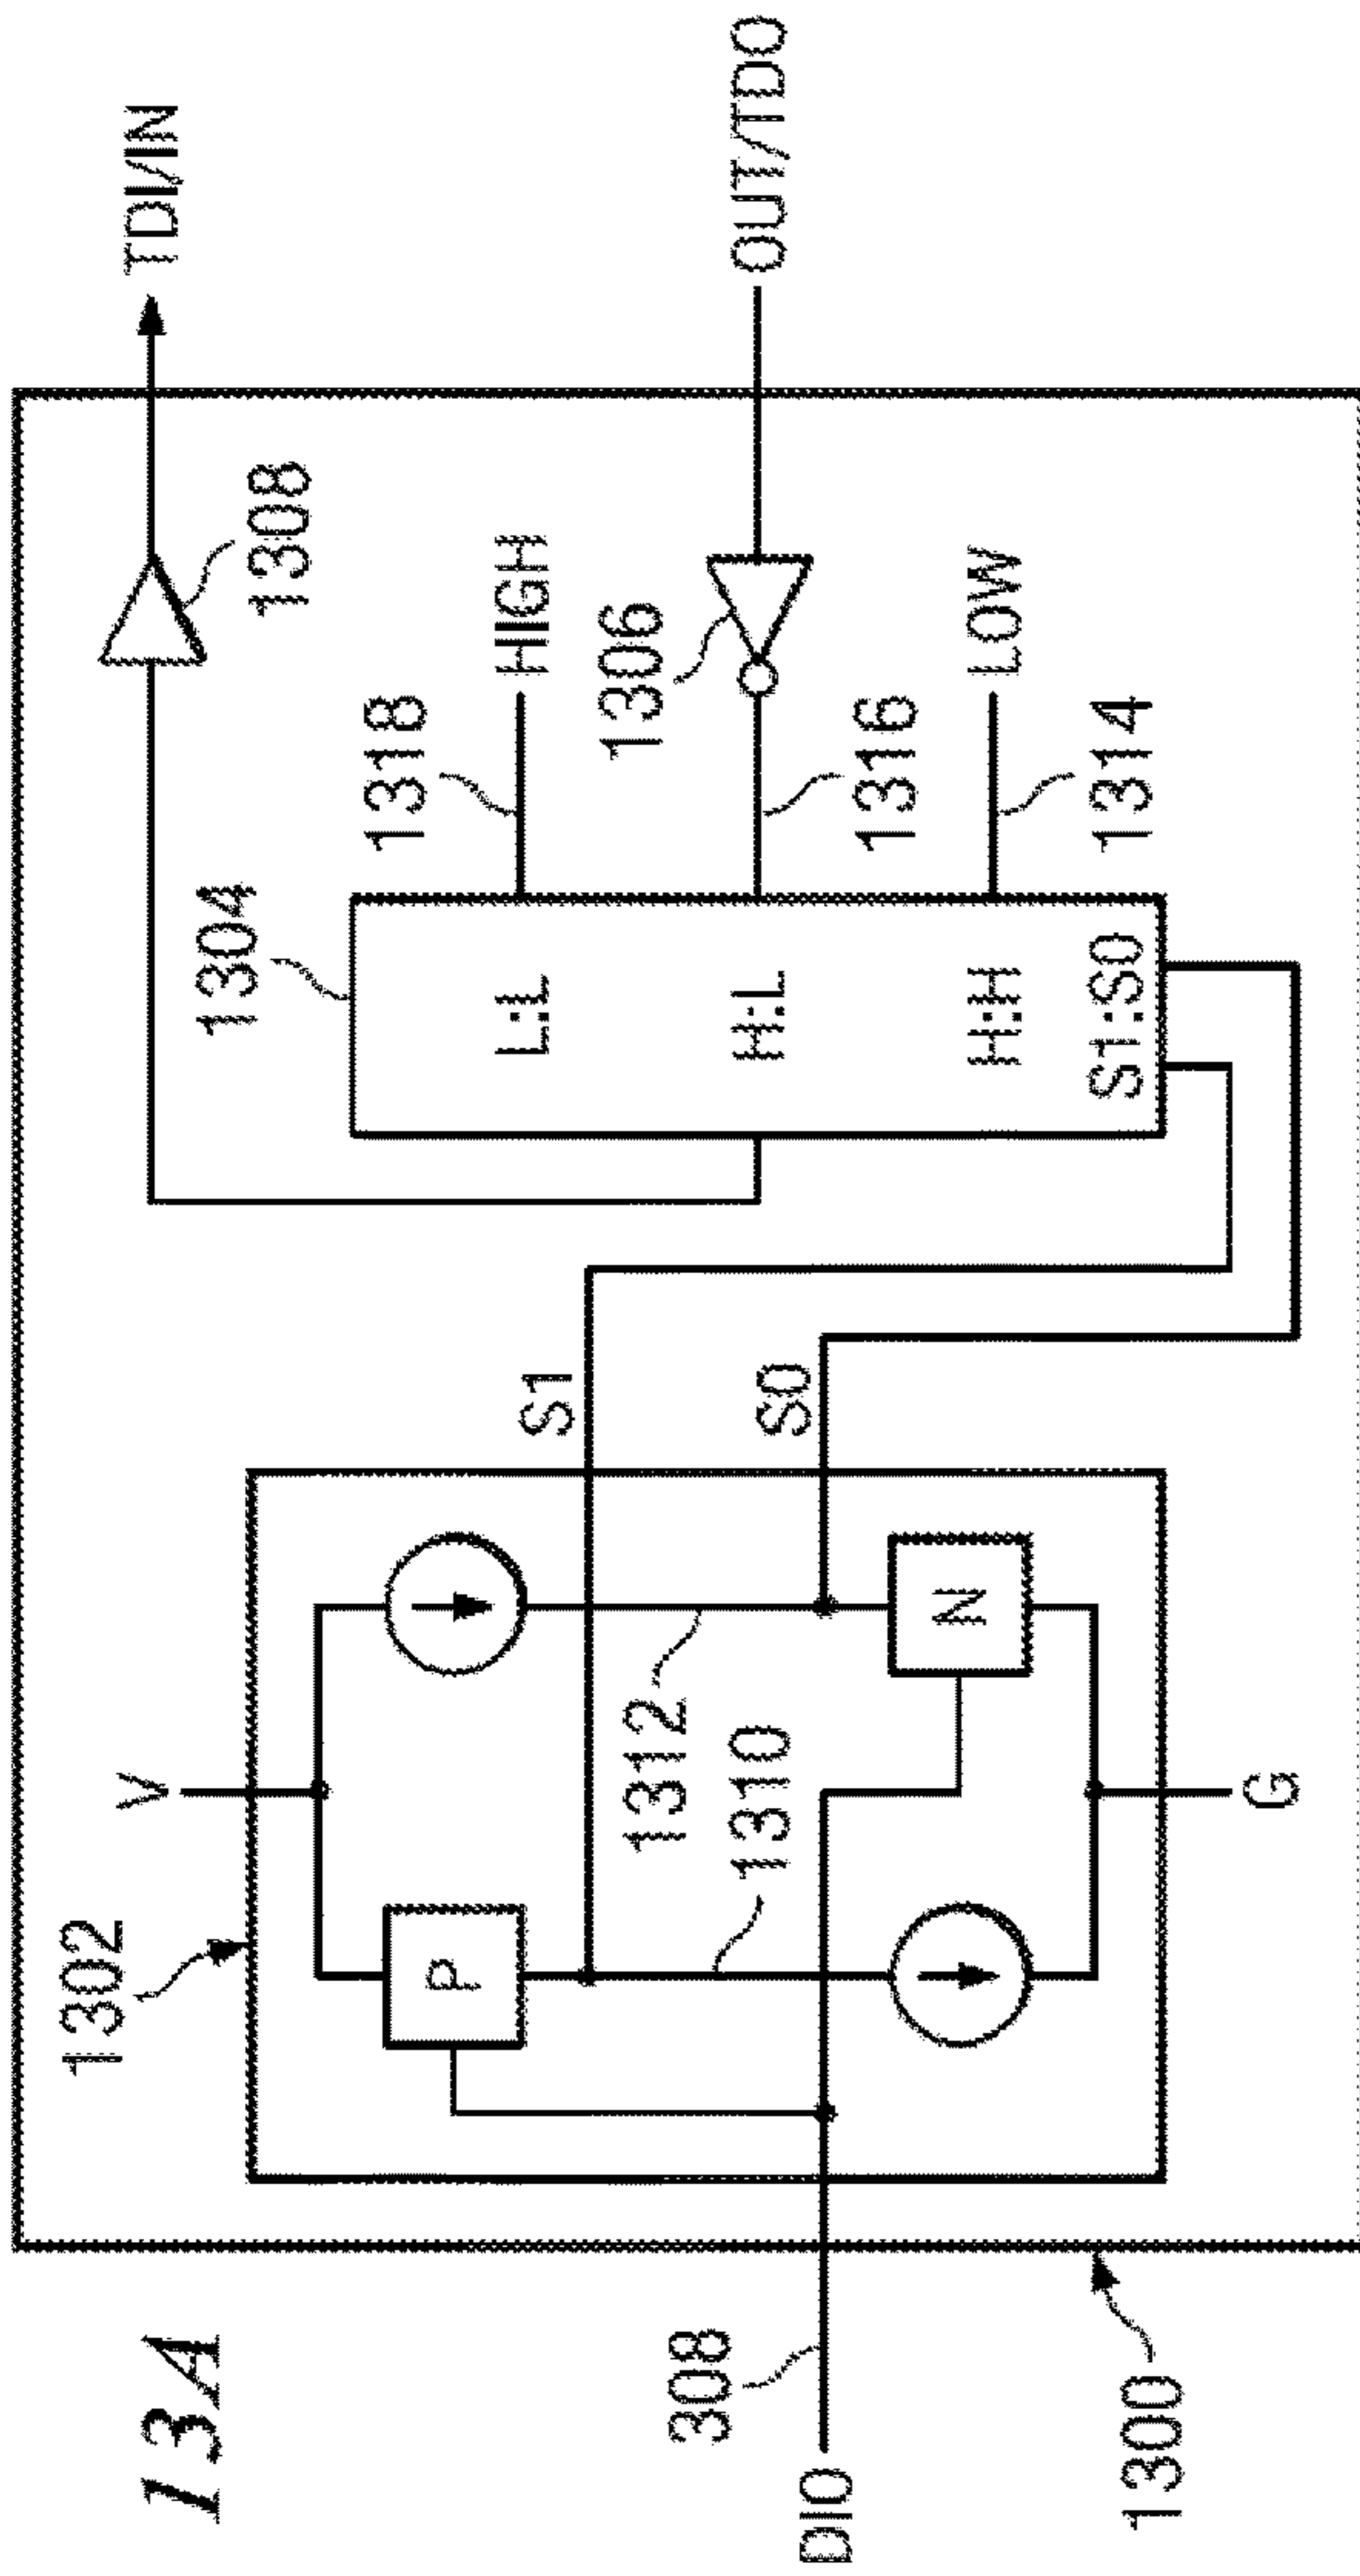 13A
1302
V
1304
1308
TDI/IN
P
S1
L:L
1318
HIGH
1312
1310
308
DIO
S0
H:L
1306
1316
OUT/TDO
N
H:H
LOW
1314
S1:S0
1300
G